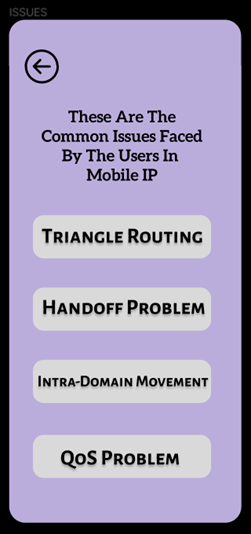 ISSUES
These Are The
Common Issues Faced
By The Users In
Mobile IP
Triangle Routing
Handoff Problem
Intra-Domain Movement
QoS Problem